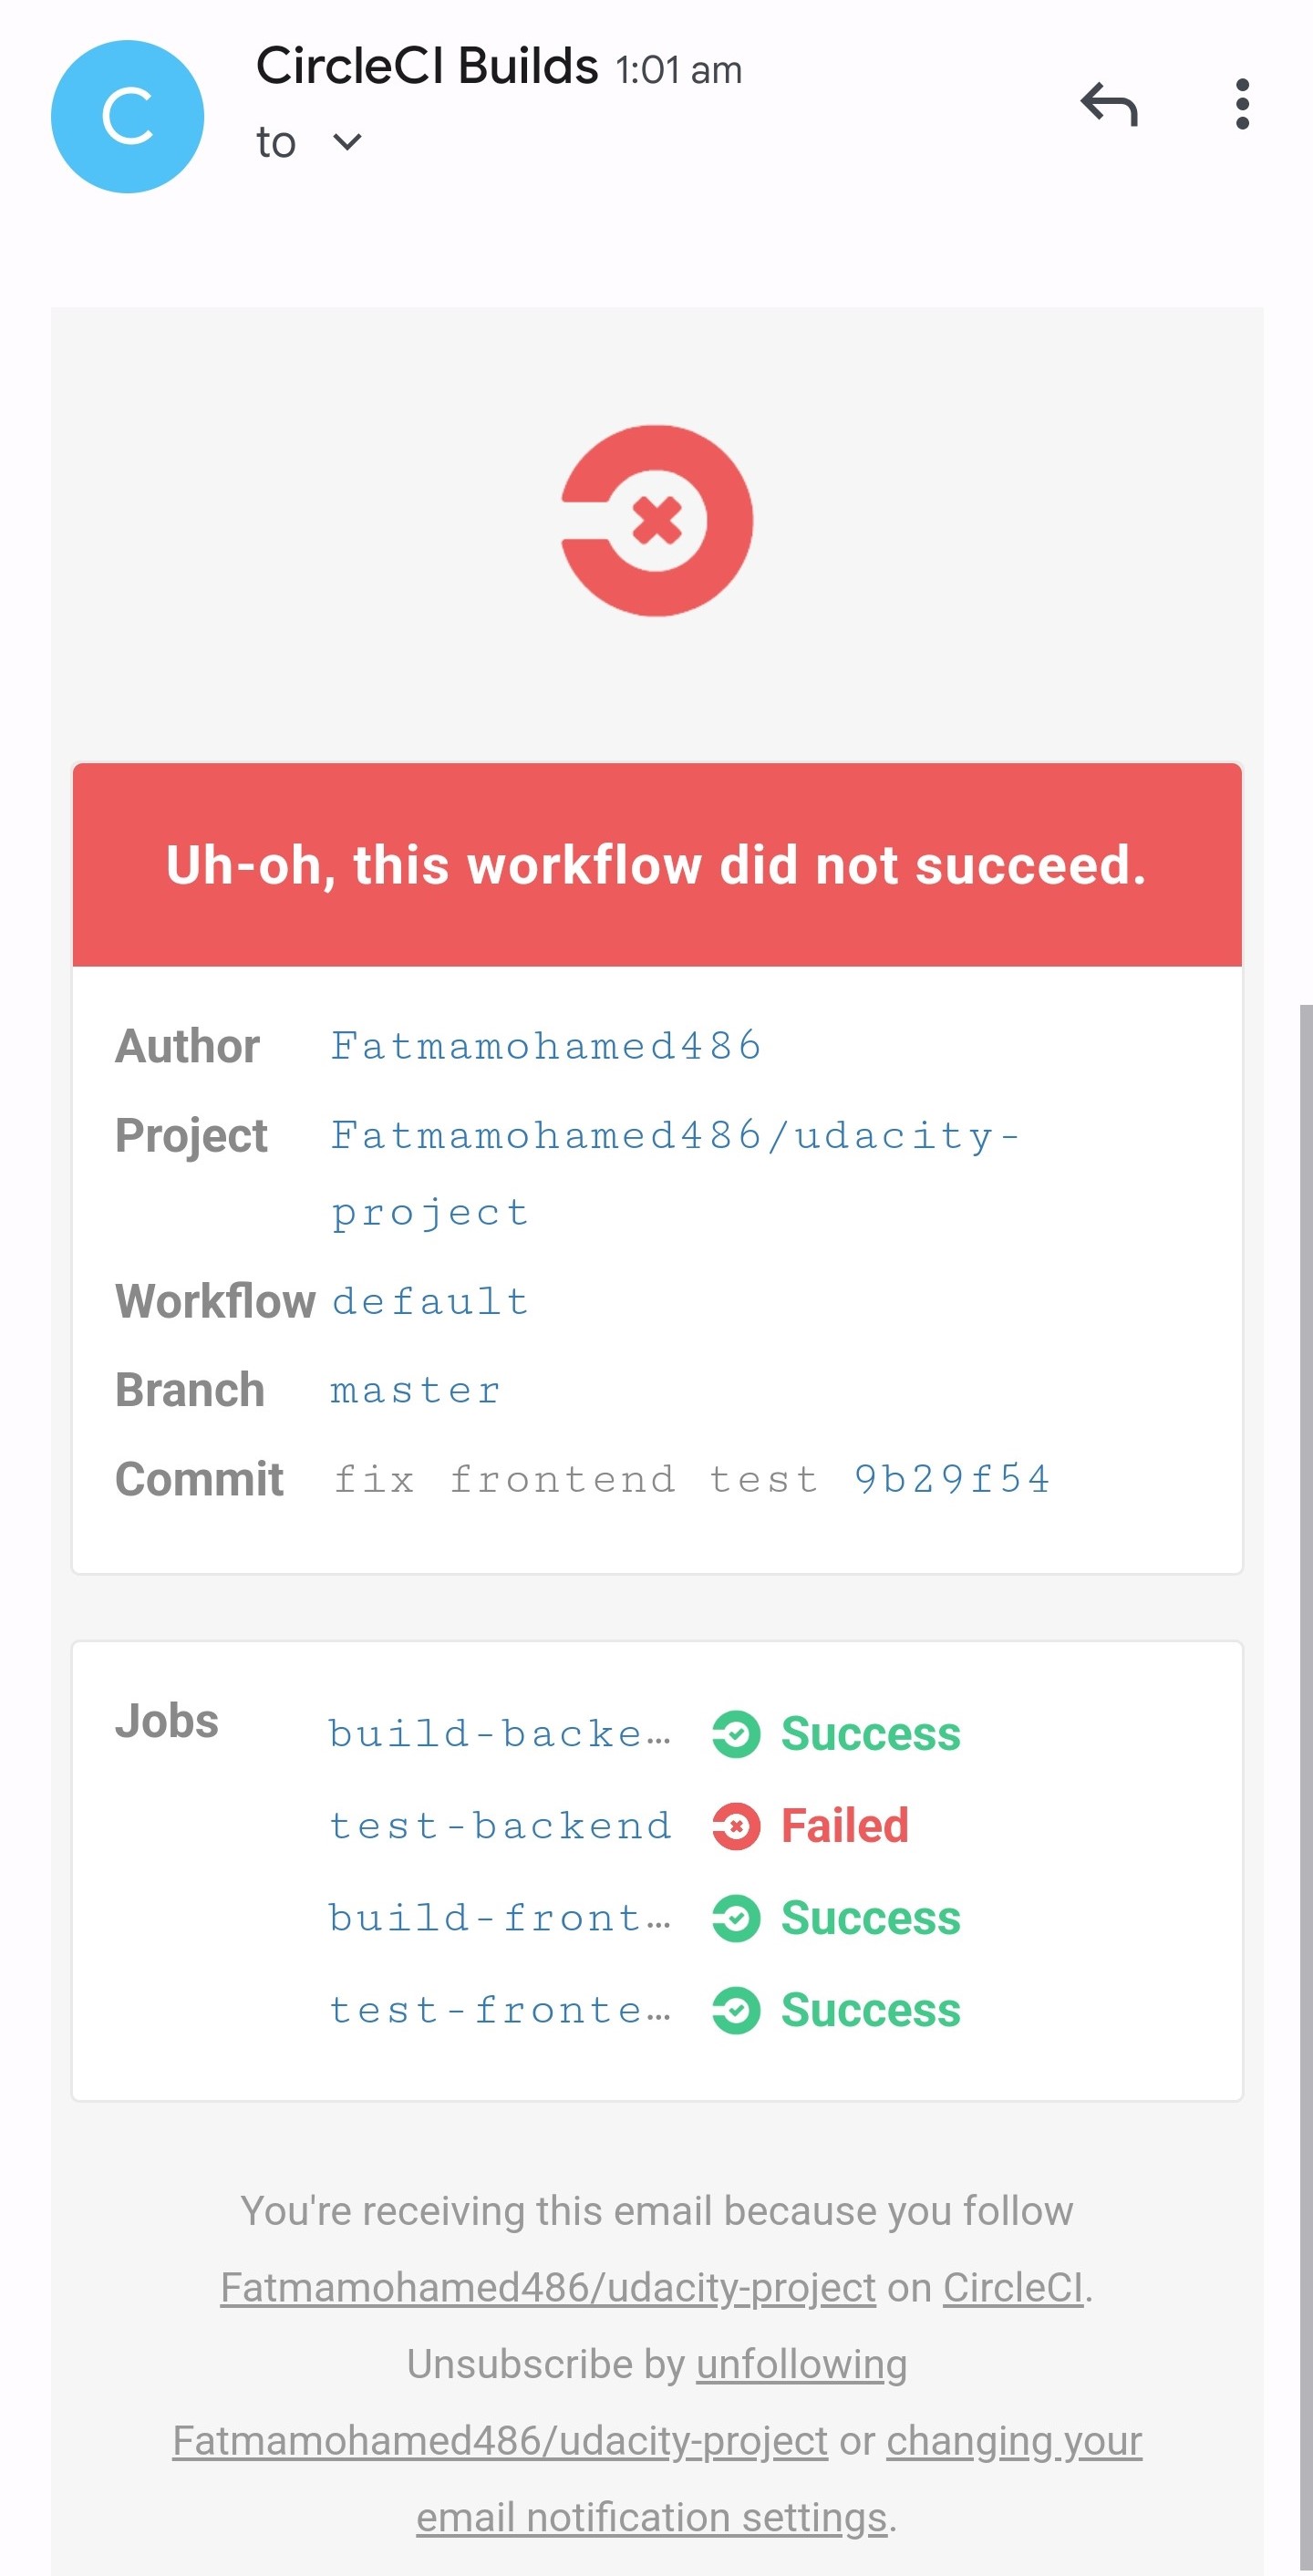 C
CircleCI Builds 1:01 am
to
Uh-oh, this workflow did not succeed.
Author Fatmamohamed486
Project Fatmamohamed486/udacity-
project
Workflow default
Branch master
Commit fix frontend test 9b29f54
Jobs build-backe... Success
test-backend Failed
build-front... Success
test-fronte... Success
You're receiving this email because you follow
Fatmamohamed486/udacity-project on CircleCI.
Unsubscribe by unfollowing
Fatmamohamed486/udacity-project or changing your
email notification settings.